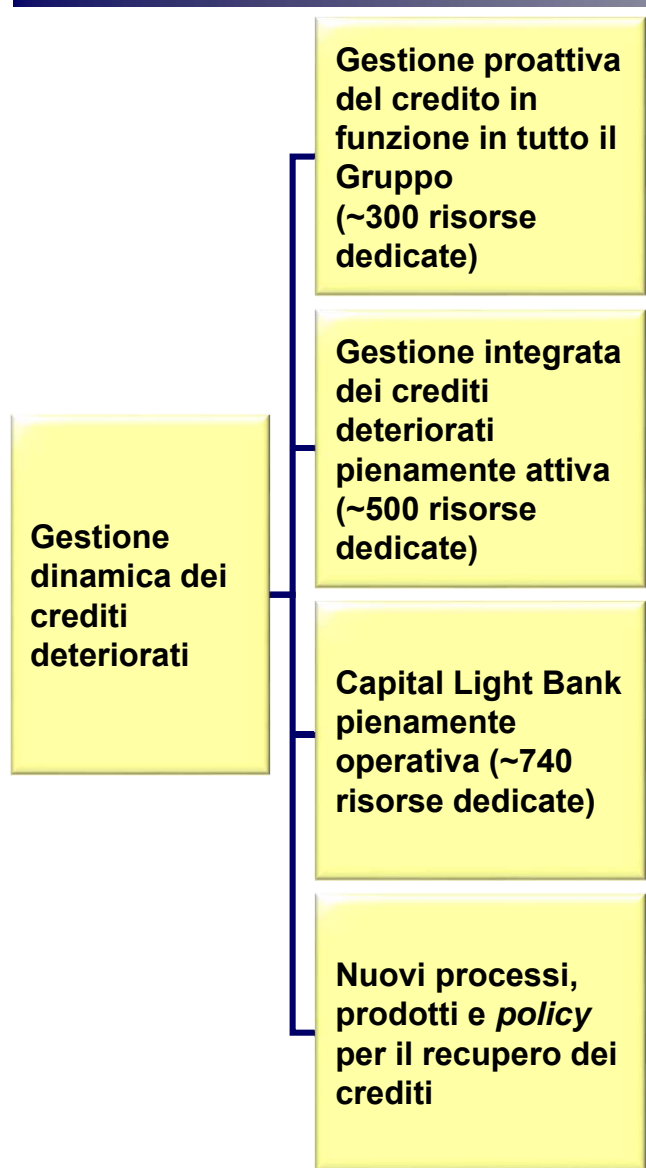 Gestione
dinamica dei
crediti
deteriorati
Gestione proattiva
del credito in
funzione in tutto il
Gruppo
(~300 risorse
dedicate)
Gestione integrata
dei crediti
deteriorati
pienamente attiva
(~500 risorse
dedicate)
Capital Light Bank
pienamente
operativa (~740
risorse dedicate)
Nuovi processi,
prodotti e policy
per il recupero dei
crediti